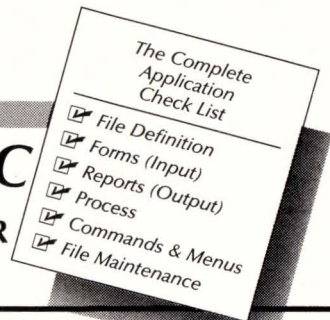 The Complete
Application
Check List
File Definition
Forms (Input)
Reports (Output)
Process
Commands & Menus
File Maintenance
C
R